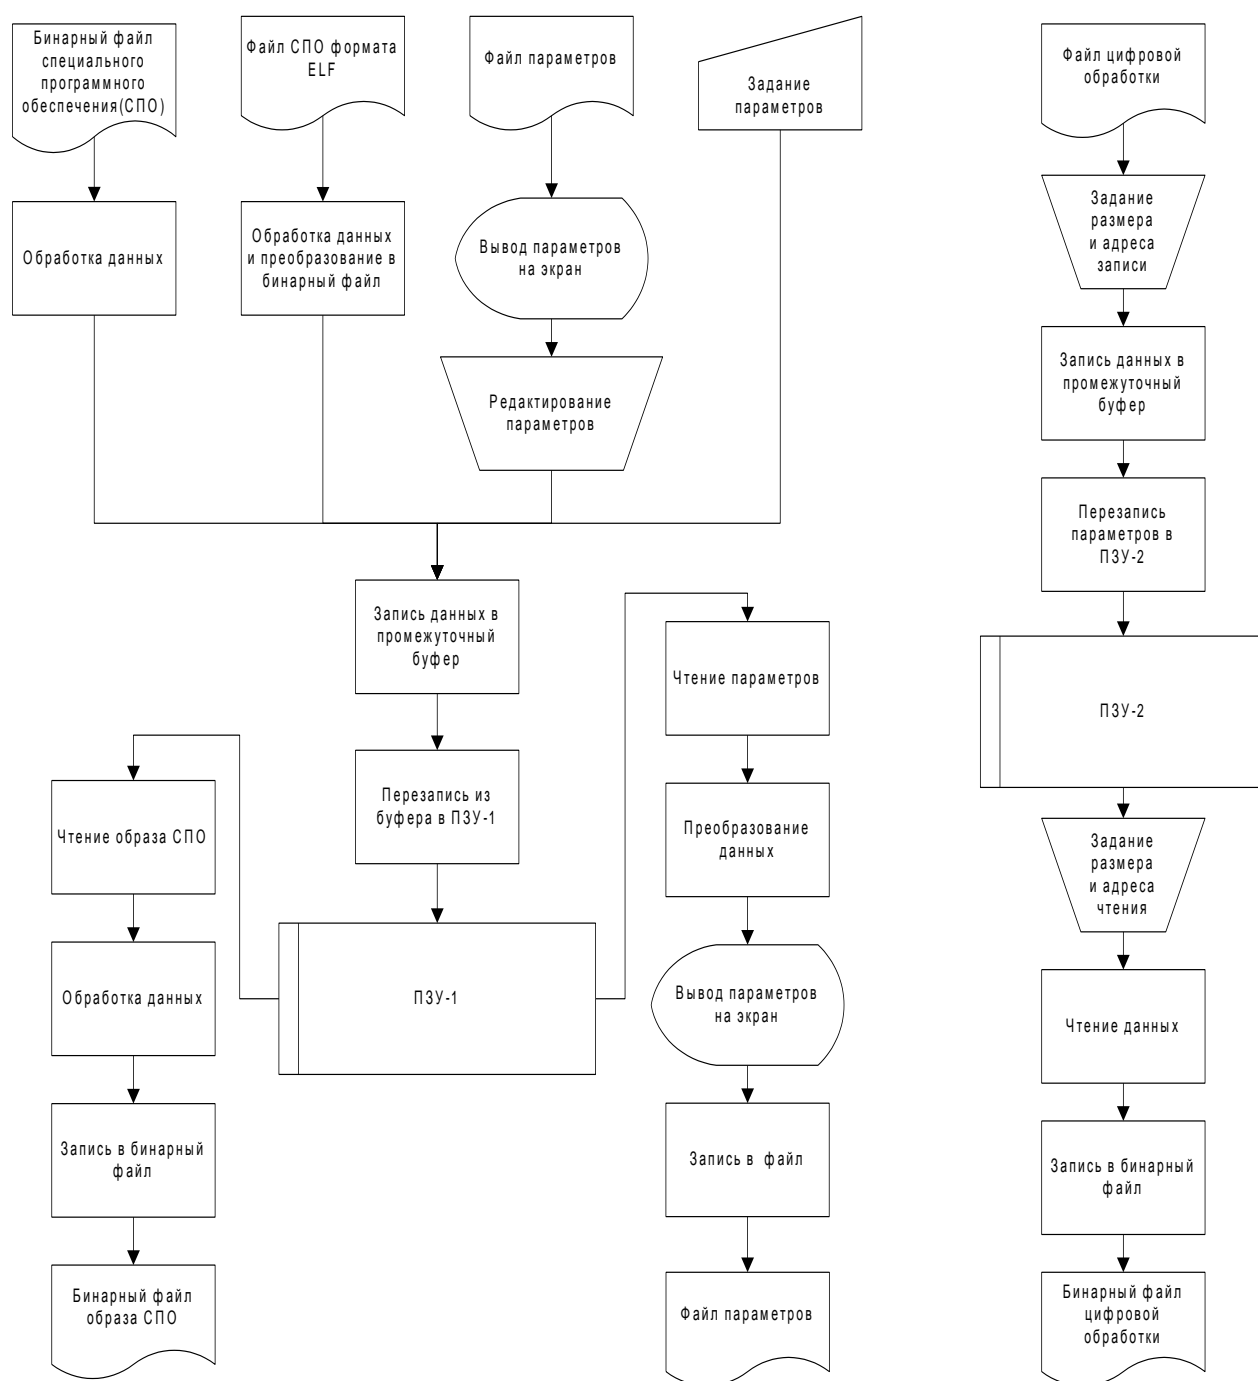 Бинарный файл
специального
программного
обеспечения(СПО)
Файл СПО формата
ELF
Файл параметров
Задание
параметров
Файл цифровой
обработки
Обработка данных
Обработка данных
и преобразование в
бинарный файл
Вывод параметров
на экран
Редактирование
параметров
Задание
размера
и адреса
записи
Запись данных в
промежуточный
буфер
Перезапись
параметров в
ПЗУ-2
ПЗУ-2
Задание
размера
и адреса
чтения
Чтение данных
Запись в бинарный
файл
Бинарный файл
цифровой
обработки
Запись данных в
промежуточный
буфер
Перезапись из
буфера в ПЗУ-1
ПЗУ-1
Чтение образа СПО
Обработка данных
Запись в бинарный
файл
Бинарный файл
образа СПО
Чтение параметров
Преобразование
данных
Вывод параметров
на экран
Запись в файл
Файл параметров